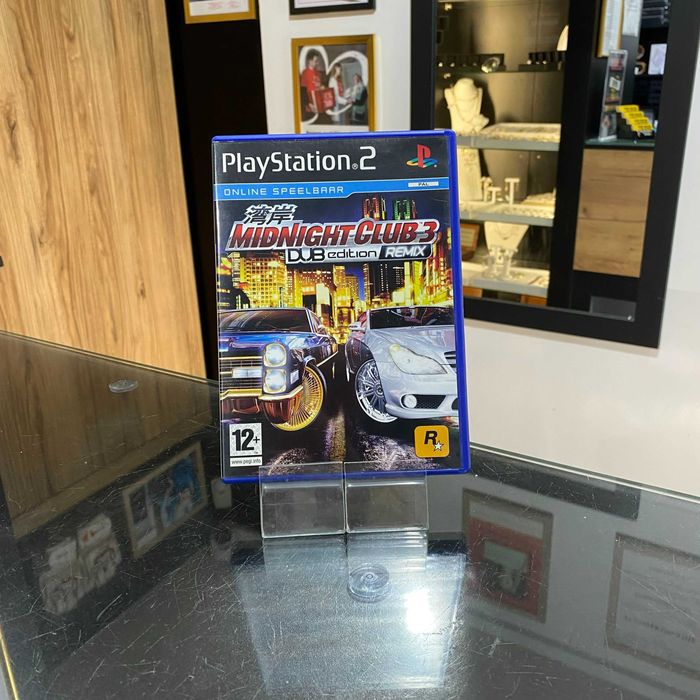 PlayStation®2
ONLINE SPEELBAAR
PAL
湾岸
MIDNIGHT CLUB 3
DUB edition REMIX
12+
www.pegi.info
R